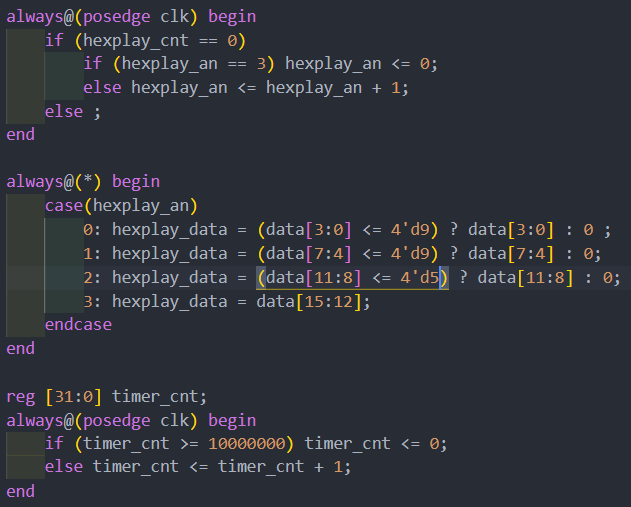 always@(posedge clk) begin
    if (hexplay_cnt == 0)
        if (hexplay_an == 3) hexplay_an <= 0;
        else hexplay_an <= hexplay_an + 1;
    else ;
end

always@(*) begin
    case(hexplay_an)
        0: hexplay_data = (data[3:0] <= 4'd9) ? data[3:0] : 0 ;
        1: hexplay_data = (data[7:4] <= 4'd9) ? data[7:4] : 0;
        2: hexplay_data = (data[11:8] <= 4'd5) ? data[11:8] : 0;
        3: hexplay_data = data[15:12];
    endcase
end

reg [31:0] timer_cnt;
always@(posedge clk) begin
    if (timer_cnt >= 10000000) timer_cnt <= 0;
    else timer_cnt <= timer_cnt + 1;
end